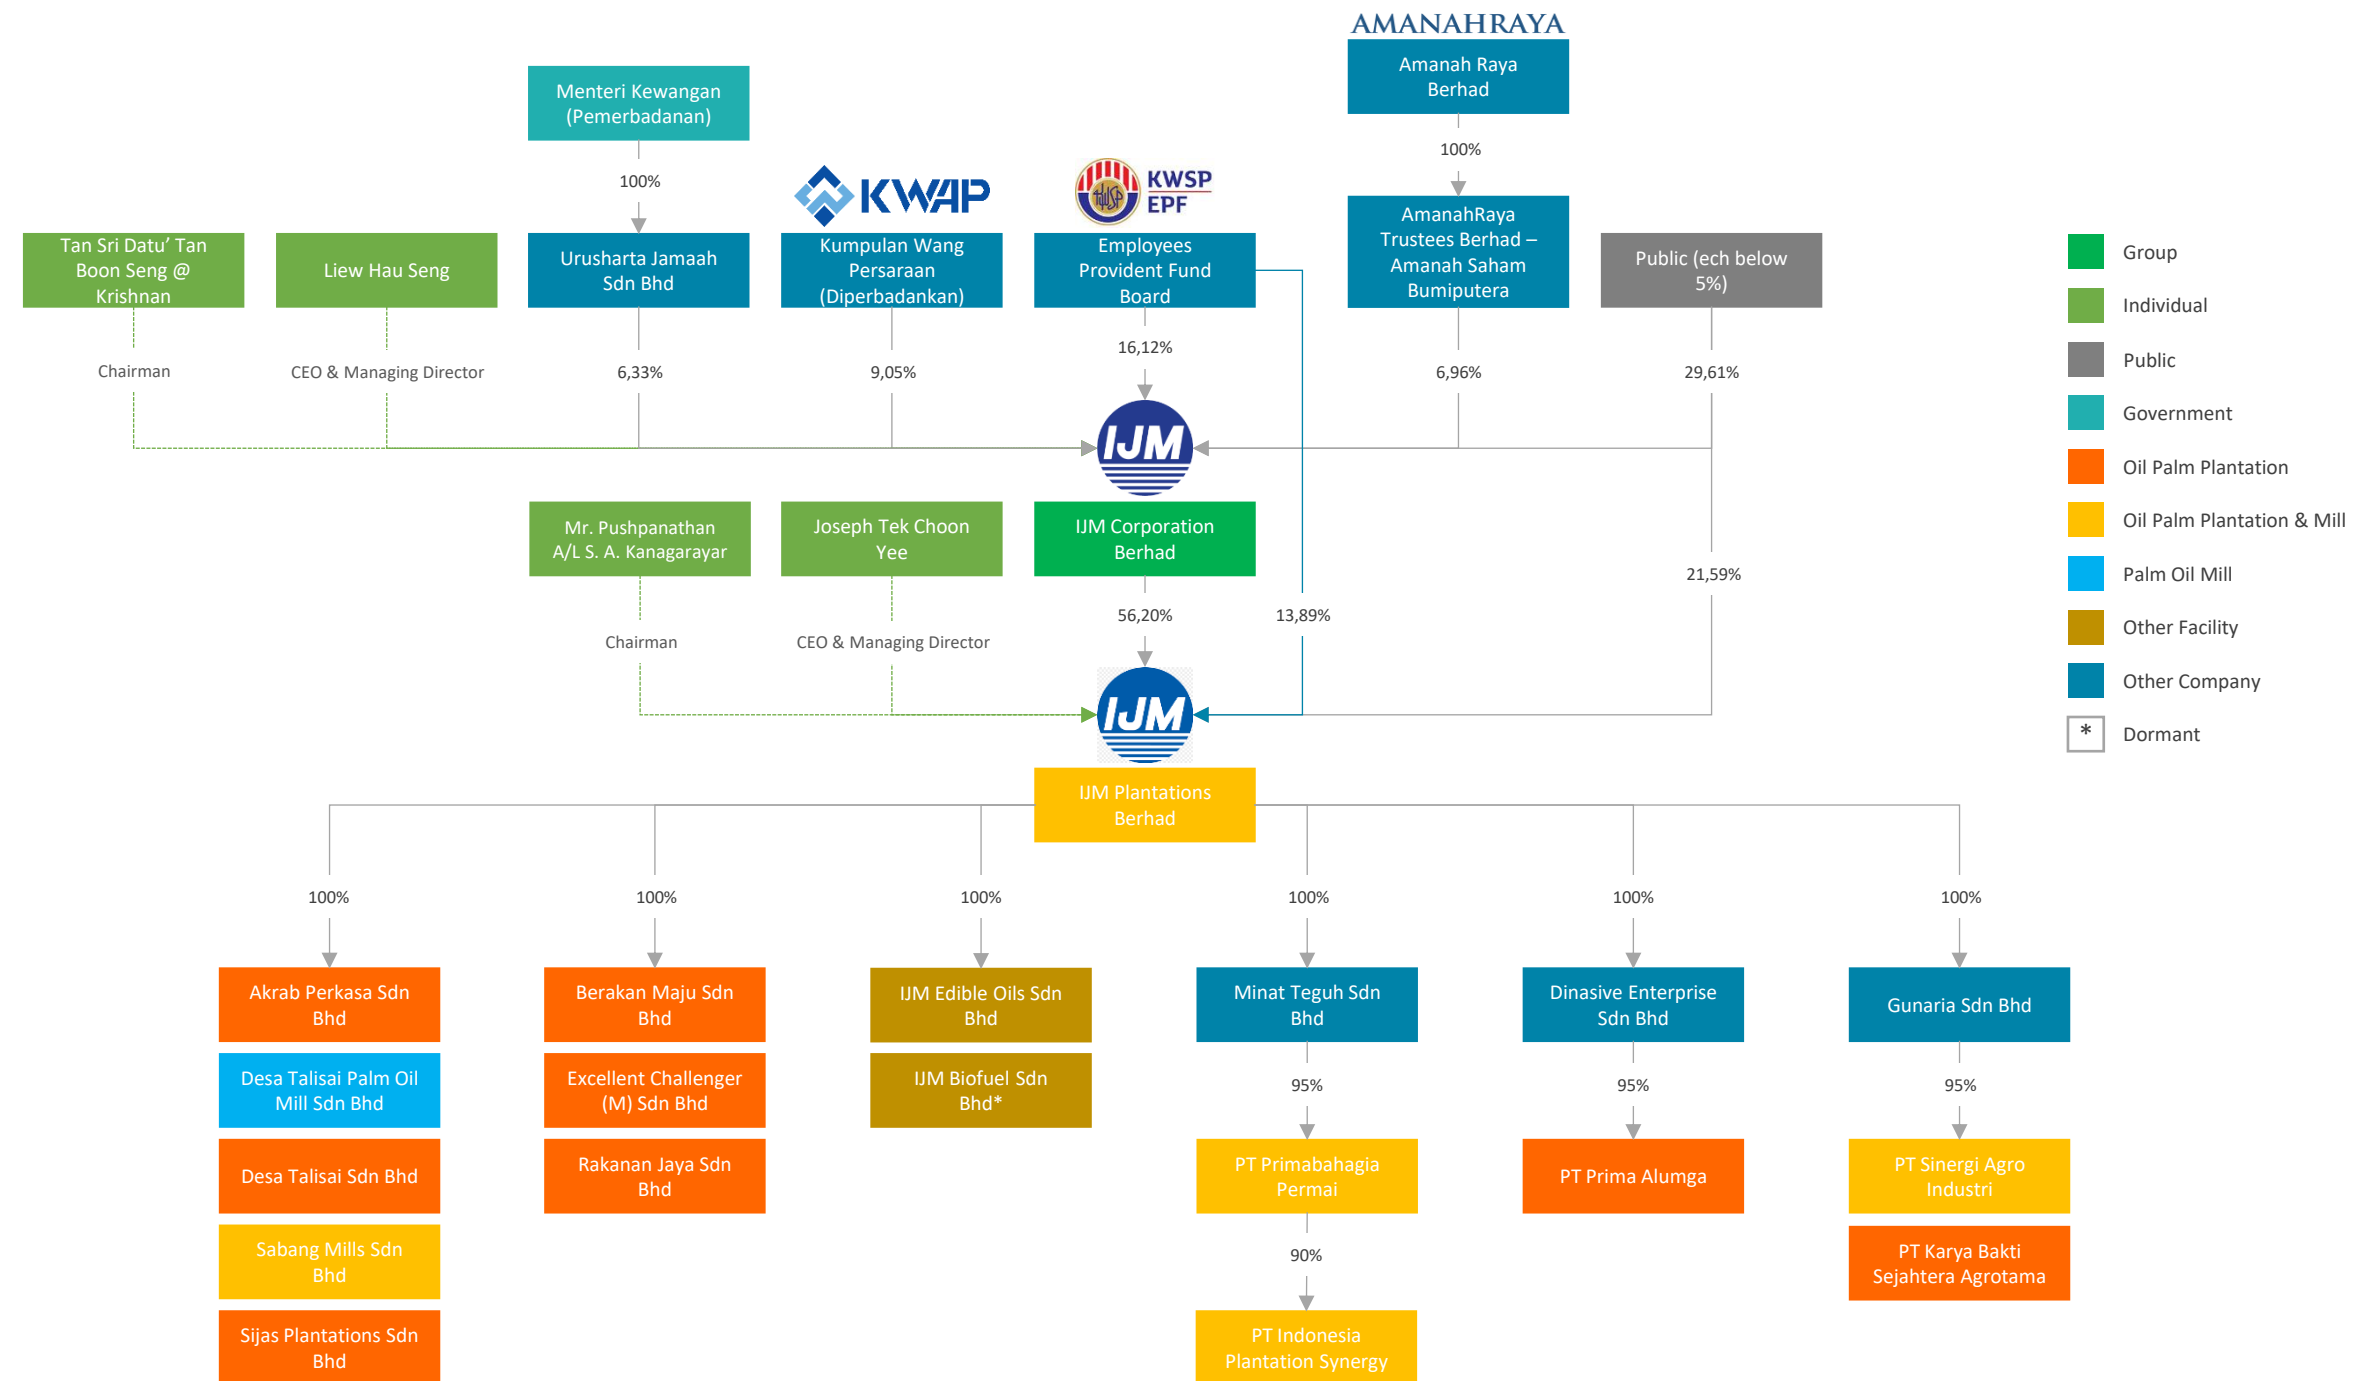 AMANAHRAYA
Amanah Raya
Berhad
Menteri Kewangan
(Pemerbadanan)
100%
100%
KWAP
KWSP
KWSP
EPF
Tan Sri Datu’ Tan
Boon Seng @
Krishnan
Liew Hau Seng
Urusharta Jamaah
Sdn Bhd
Kumpulan Wang
Persaraan
(Diperbadankan)
Employees
Provident Fund
Board
AmanahRaya
Trustees Berhad –
Amanah Saham
Bumiputera
Public (ech below
5%)
Chairman
CEO & Managing Director
6,33%
9,05%
16,12%
6,96%
29,61%
IJM
Mr. Pushpanathan
A/L S. A. Kanagarayar
Joseph Tek Choon
Yee
IJM Corporation
Berhad
Chairman
CEO & Managing Director
56,20%
13,89%
21,59%
IJM
IJM Plantations
Berhad
100%
100%
100%
100%
100%
100%
Akrab Perkasa Sdn
Bhd
Berakan Maju Sdn
Bhd
IJM Edible Oils Sdn
Bhd
Minat Teguh Sdn
Bhd
Dinasive Enterprise
Sdn Bhd
Gunaria Sdn Bhd
Desa Talisai Palm Oil
Mill Sdn Bhd
Excellent Challenger
(M) Sdn Bhd
IJM Biofuel Sdn
Bhd*
95%
95%
95%
Desa Talisai Sdn Bhd
Rakanan Jaya Sdn
Bhd
PT Primabahagia
Permai
PT Prima Alumga
PT Sinergi Agro
Industri
Sabang Mills Sdn
Bhd
90%
PT Karya Bakti
Sejahtera Agrotama
Sijas Plantations Sdn
Bhd
PT Indonesia
Plantation Synergy
Group
Individual
Public
Government
Oil Palm Plantation
Oil Palm Plantation & Mill
Palm Oil Mill
Other Facility
Other Company
* Dormant